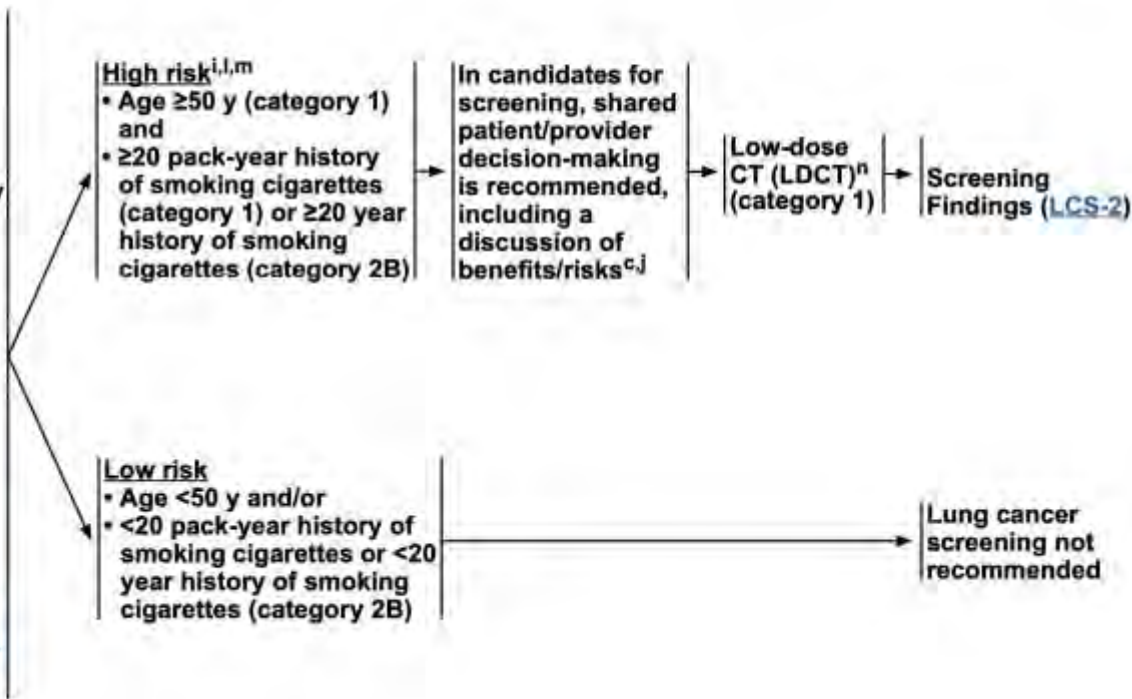 High risk^i,l,m
• Age ≥50 y (category 1)
and
• ≥20 pack-year history
of smoking cigarettes
(category 1) or ≥20 year
history of smoking
cigarettes (category 2B)
In candidates for
screening, shared
patient/provider
decision-making
is recommended,
including a
discussion of
benefits/risks^c,j
Low-dose
CT (LDCT)^n
(category 1)
Screening
Findings (LCS-2)
Low risk
• Age <50 y and/or
• <20 pack-year history of
smoking cigarettes or <20
year history of smoking
cigarettes (category 2B)
Lung cancer
screening not
recommended